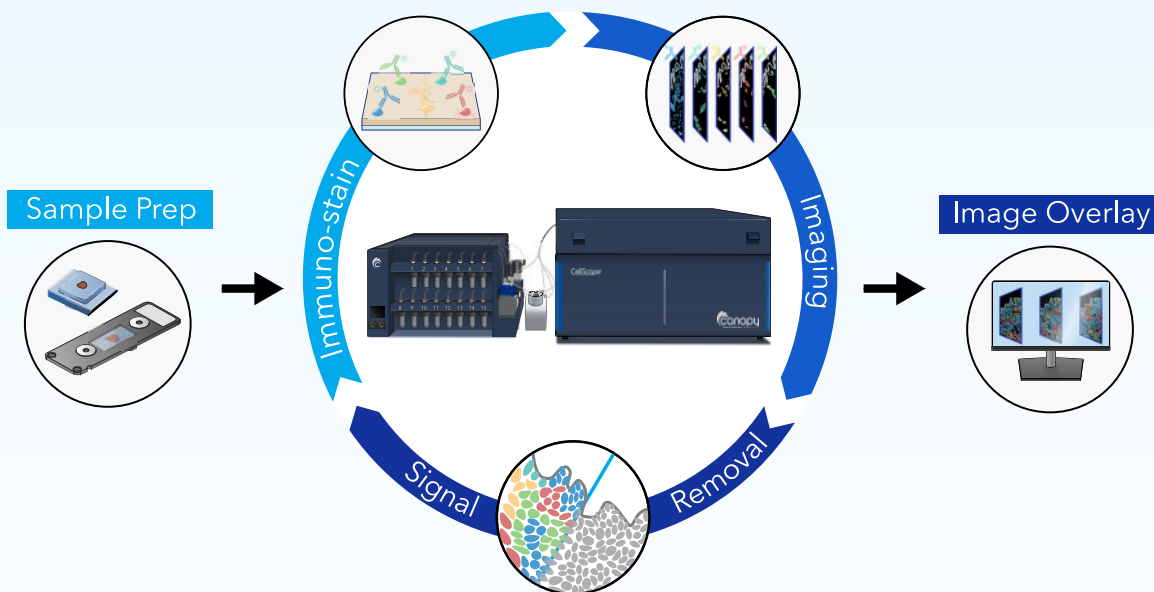 Sample Prep
Immuno-stain
Imaging
Signal
Removal
Image Overlay
CellScape
canopy
1 2 3 4 5 6 7
8 9 10 11 12 13 14 15